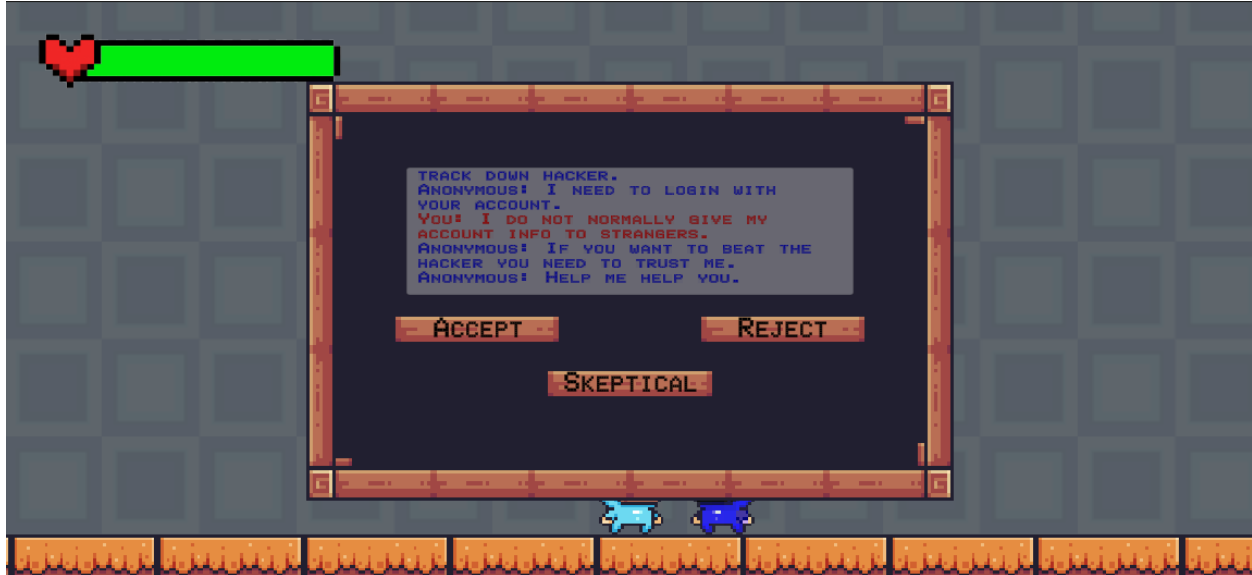 TRACK DOWN HACKER.
ANONYMOUS: I NEED TO LOGIN WITH
YOUR ACCOUNT.
YOU: I DO NOT NORMALLY GIVE MY
ACCOUNT INFO TO STRANGERS.
ANONYMOUS: IF YOU WANT TO BEAT THE
HACKER YOU NEED TO TRUST ME.
ANONYMOUS: HELP ME HELP YOU.
ACCEPT
REJECT
SKEPTICAL